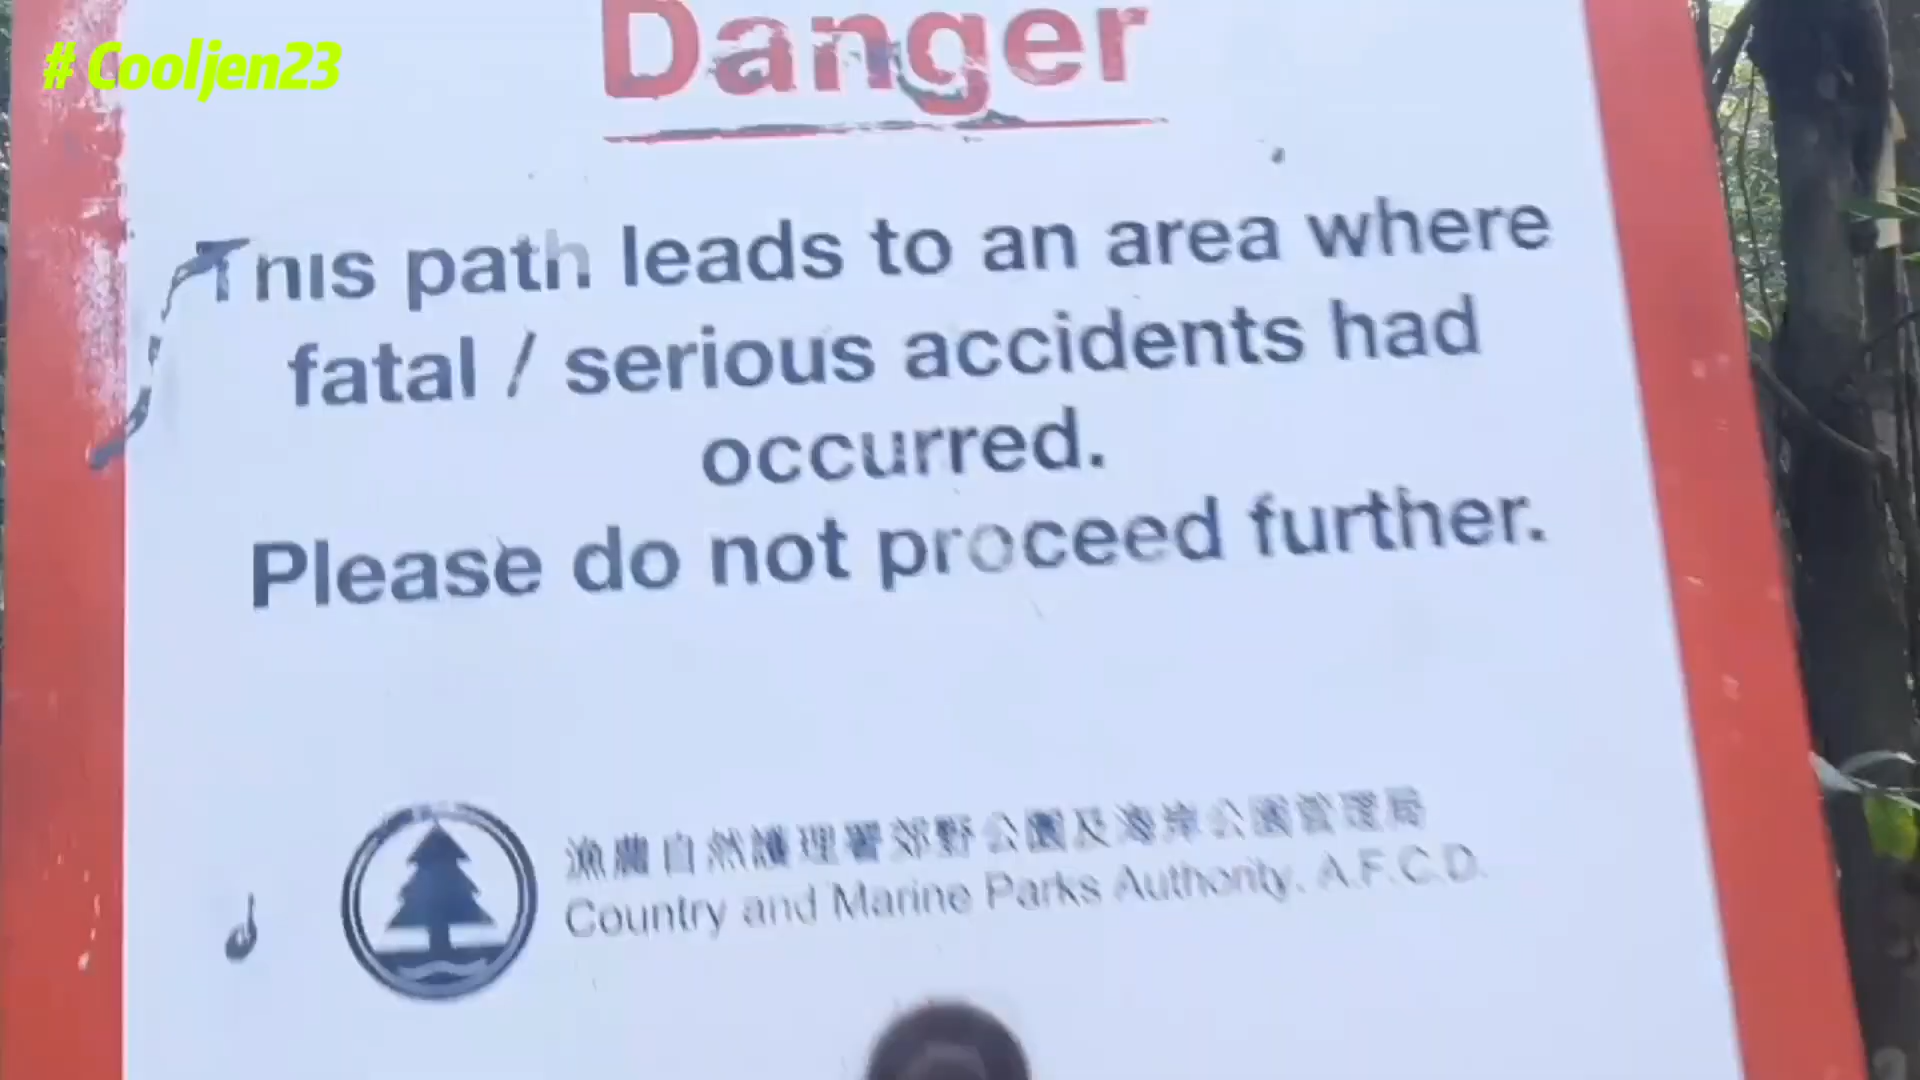 # Cooljen23
Danger
This path leads to an area where
fatal / serious accidents had
occurred.
Please do not proceed further.
漁農自然護理署郊野公園及海岸公園管理局
Country and Marine Parks Authority, A.F.C.D.